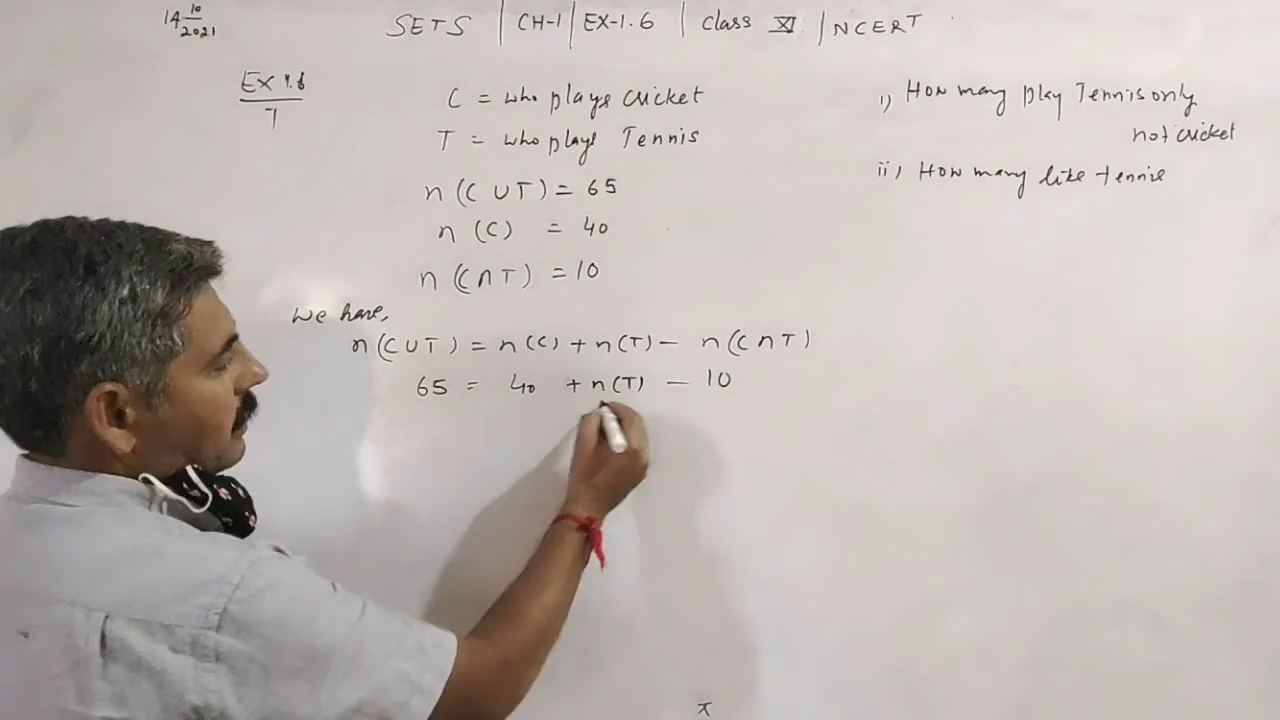 14 10/2021
SETS | CH-1 | EX-1.6 | Class XI | NCERT
Ex 1.6
7
C = who plays cricket
T = who plays Tennis
n(C ∪ T) = 65
n (C) = 40
n (C ∩ T) = 10
We have,
n(C ∪ T) = n(C) + n(T) - n(C ∩ T)
65 = 40 + n(T) - 10
i) How many play Tennis only
not cricket
ii) How many like tennis